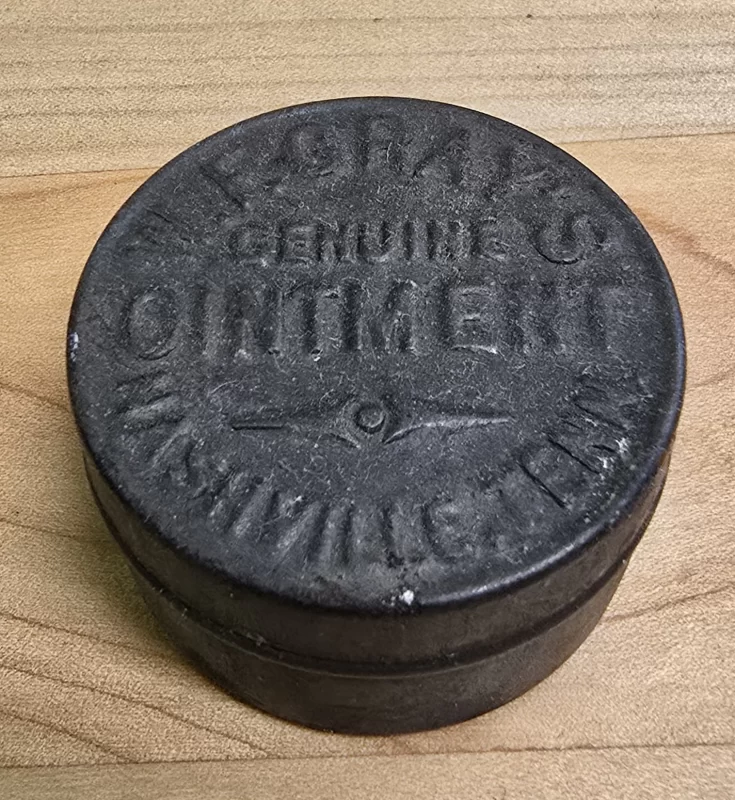 W. F. GRAY'S
GENUINE
OINTMENT
NASHVILLE, TENN.